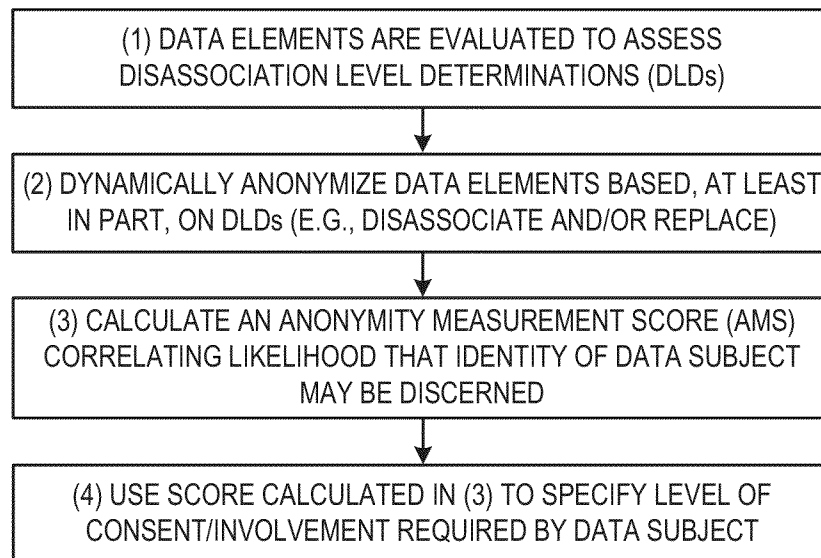 (1) DATA ELEMENTS ARE EVALUATED TO ASSESS
DISASSOCIATION LEVEL DETERMINATIONS (DLDs)
(2) DYNAMICALLY ANONYMIZE DATA ELEMENTS BASED, AT LEAST
IN PART, ON DLDs (E.G., DISASSOCIATE AND/OR REPLACE)
(3) CALCULATE AN ANONYMITY MEASUREMENT SCORE (AMS)
CORRELATING LIKELIHOOD THAT IDENTITY OF DATA SUBJECT
MAY BE DISCERNED
(4) USE SCORE CALCULATED IN (3) TO SPECIFY LEVEL OF
CONSENT/INVOLVEMENT REQUIRED BY DATA SUBJECT